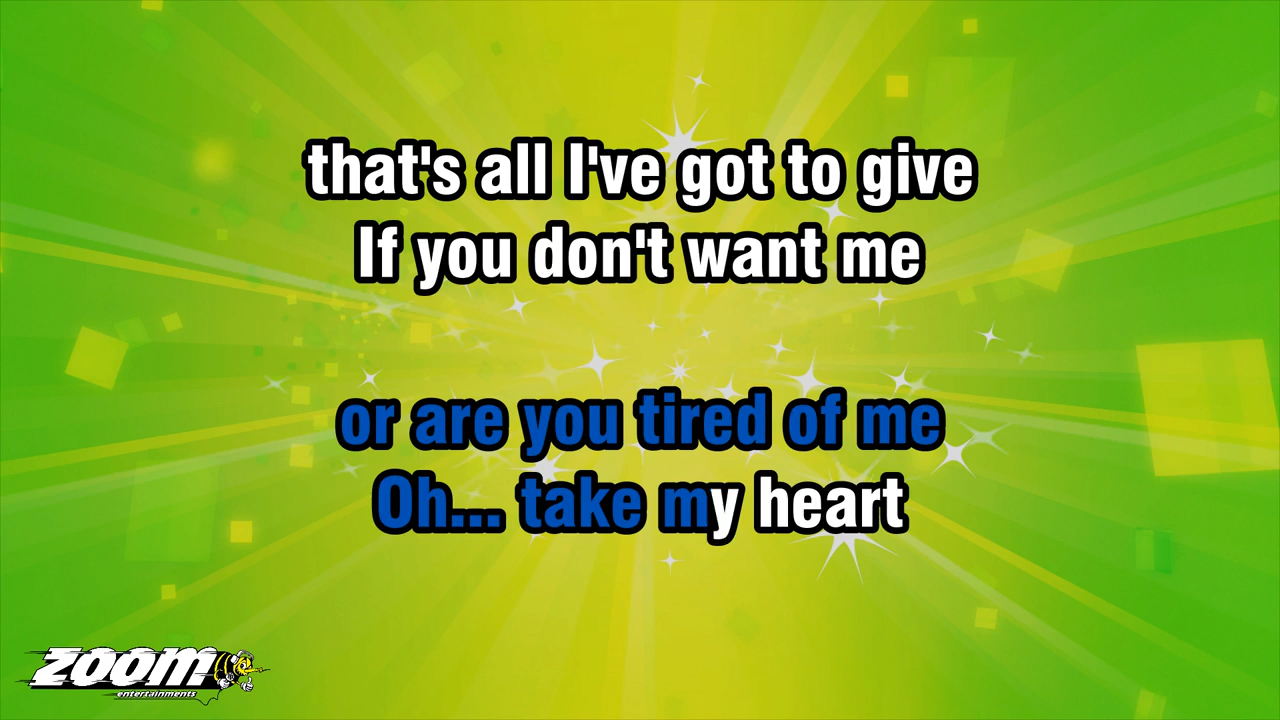 that's all I've got to give
If you don't want me
or are you tired of me
Oh... take my heart
ZOOM
entertainments